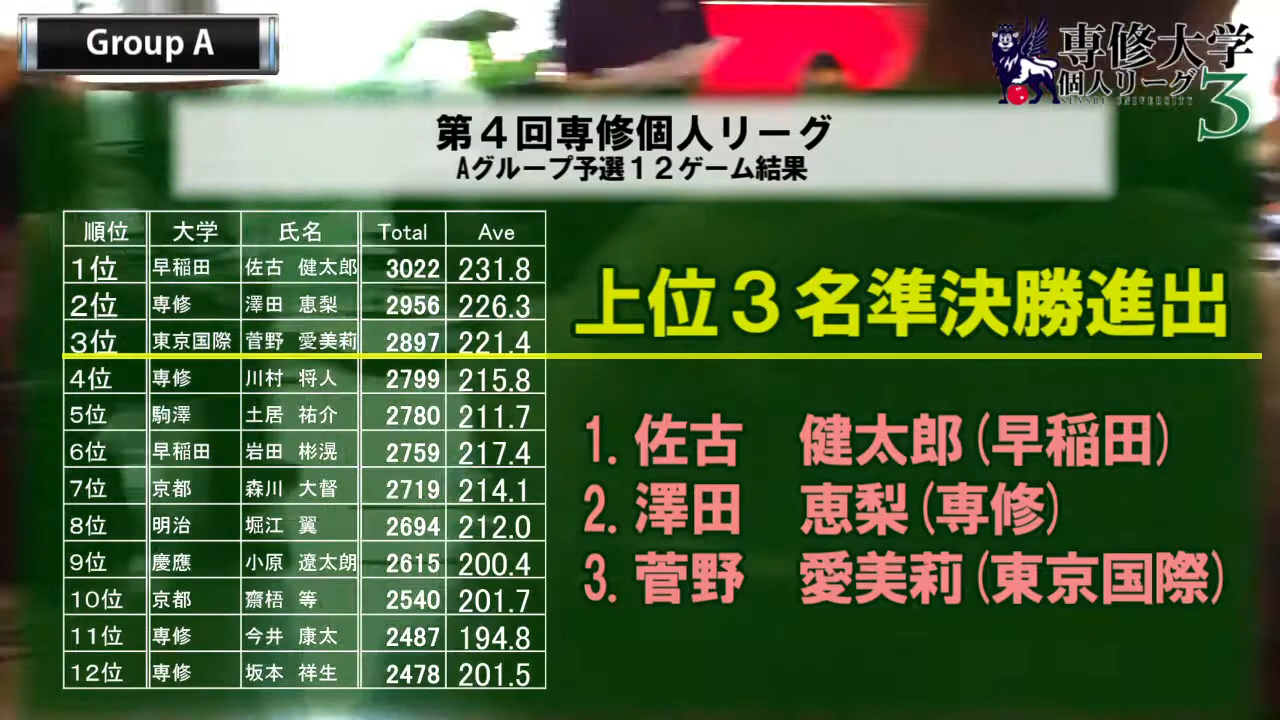 Group A
専修大学
個人リーグ
SENSHU UNIVERSITY
3
第４回専修個人リーグ
Aグループ予選１２ゲーム結果
順位 大学 氏名 Total Ave
1位 早稲田 佐古 健太郎 3022 231.8
2位 専修 澤田 恵梨 2956 226.3
3位 東京国際 菅野 愛美莉 2897 221.4
4位 専修 川村 将人 2799 215.8
5位 駒澤 土居 祐介 2780 211.7
6位 早稲田 岩田 彬滉 2759 217.4
7位 京都 森川 大督 2719 214.1
8位 明治 堀江 翼 2694 212.0
9位 慶應 小原 遼太朗 2615 200.4
10位 京都 齋梧 等 2540 201.7
11位 専修 今井 康太 2487 194.8
12位 専修 坂本 祥生 2478 201.5
上位３名準決勝進出
1. 佐古 健太郎(早稲田)
2. 澤田 恵梨(専修)
3. 菅野 愛美莉(東京国際)